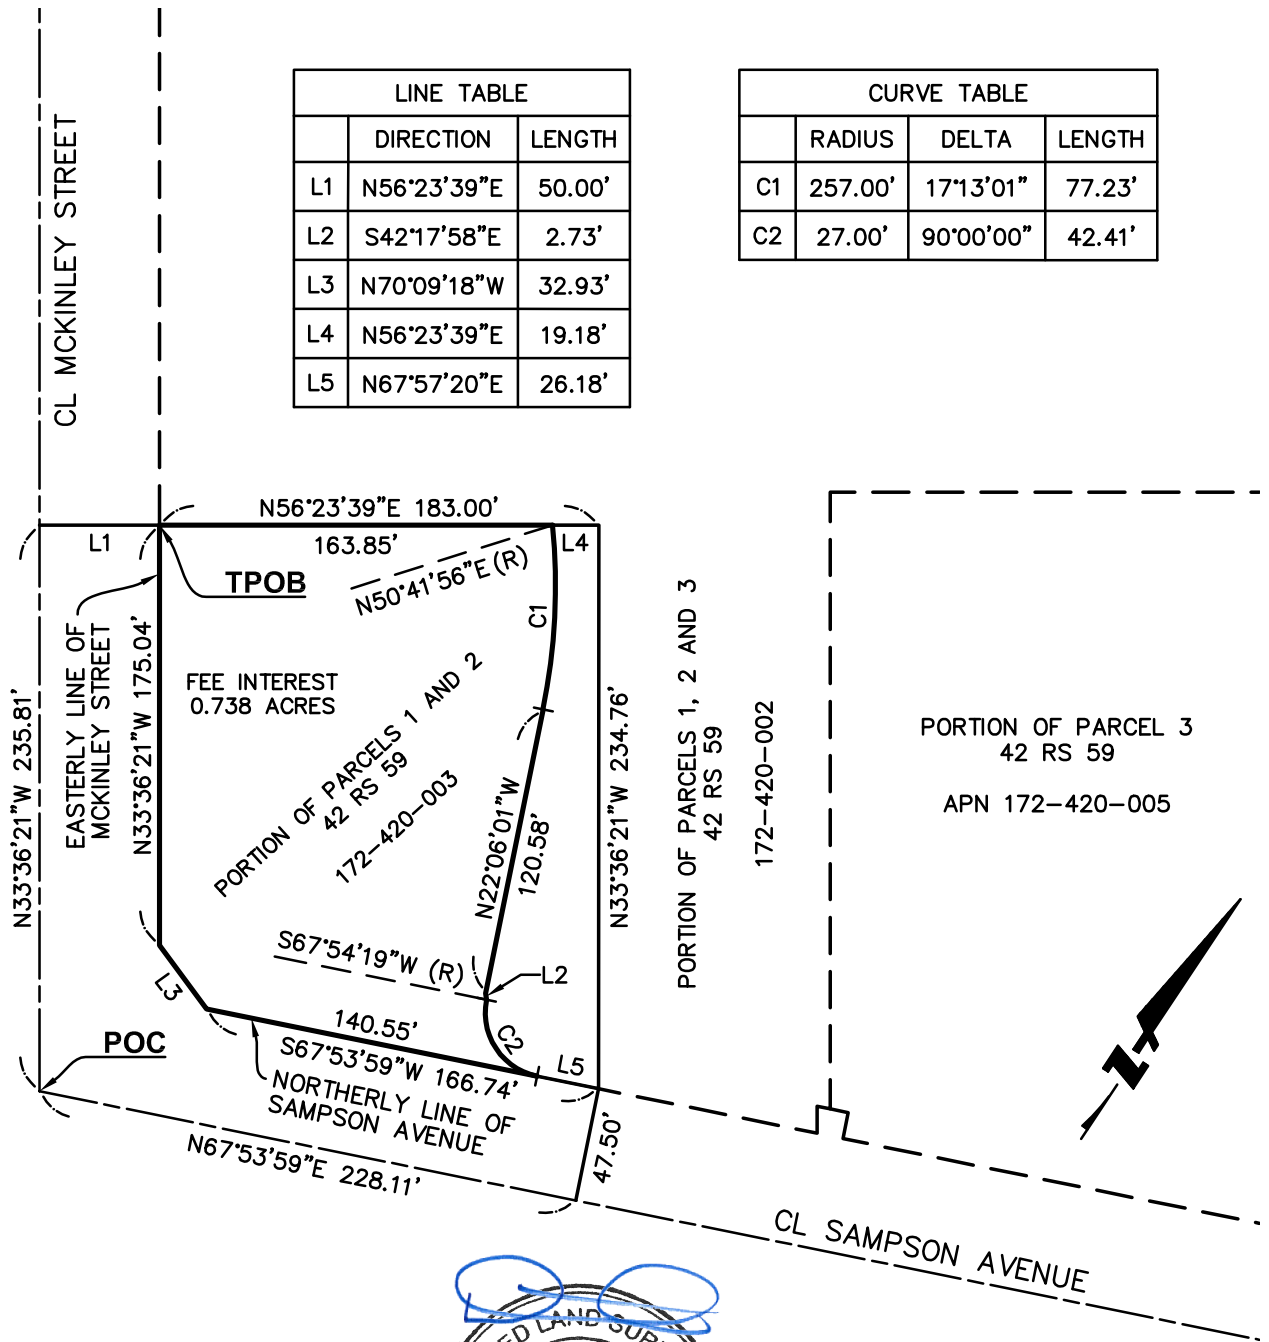 LINE TABLE
DIRECTION LENGTH
L1 N56°23'39"E 50.00'
L2 S42°17'58"E 2.73'
L3 N70°09'18"W 32.93'
L4 N56°23'39"E 19.18'
L5 N67°57'20"E 26.18'
CURVE TABLE
RADIUS DELTA LENGTH
C1 257.00' 17°13'01" 77.23'
C2 27.00' 90°00'00" 42.41'
CL MCKINLEY STREET
N56°23'39"E 183.00'
L1
163.85'
L4
N50°41'56"E (R)
TPOB
C1
EASTERLY LINE OF
MCKINLEY STREET
N33°36'21"W 175.04'
N33°36'21"W 235.81'
FEE INTEREST
0.738 ACRES
PORTION OF PARCELS 1 AND 2
42 RS 59
172-420-003
N22°06'01"W
120.58'
N33°36'21"W 234.76'
PORTION OF PARCELS 1, 2 AND 3
42 RS 59
172-420-002
PORTION OF PARCEL 3
42 RS 59
APN 172-420-005
S67°54'19"W (R)
L2
L3
C2
L5
140.55'
S67°53'59"W 166.74'
POC
NORTHERLY LINE OF
SAMPSON AVENUE
N67°53'59"E 228.11'
47.50'
N
CL SAMPSON AVENUE
LAND